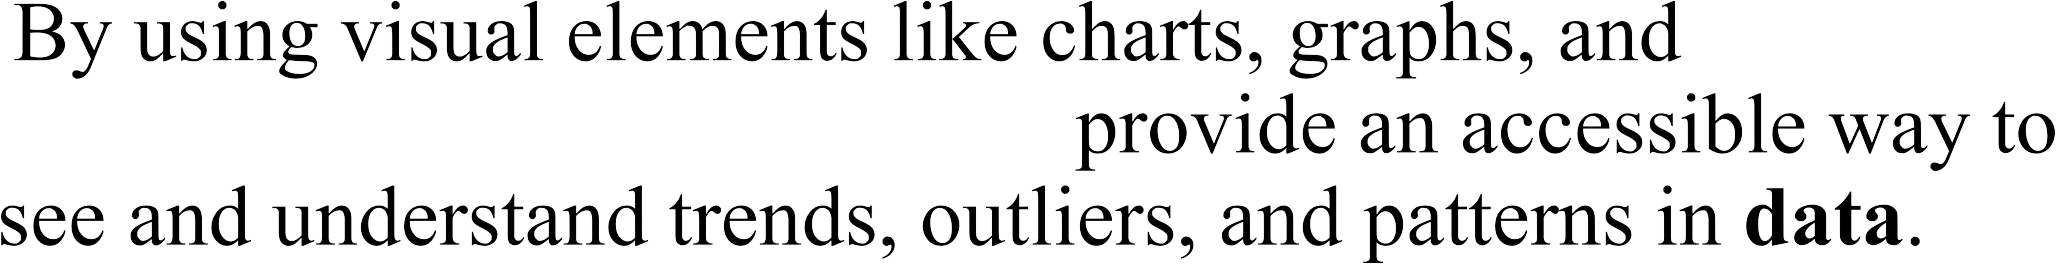 By using visual elements like charts, graphs, and
provide an accessible way to
see and understand trends, outliers, and patterns in data.